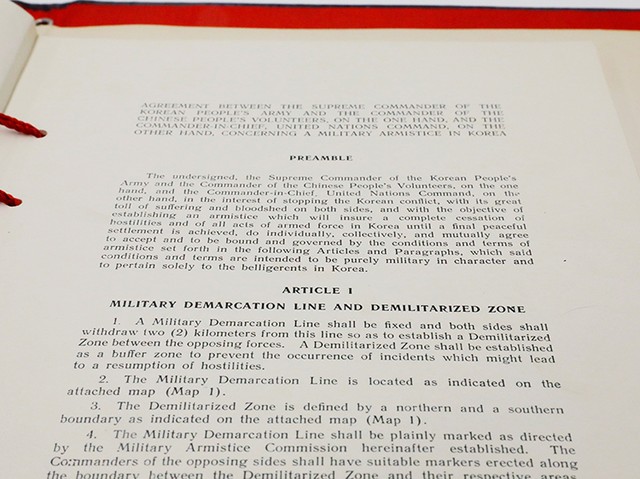 AGREEMENT BETWEEN THE SUPREME COMMANDER OF THE
KOREAN PEOPLE'S ARMY AND THE COMMANDER OF THE
CHINESE PEOPLE'S VOLUNTEERS, ON THE ONE HAND, AND THE
COMMANDER-IN-CHIEF, UNITED NATIONS COMMAND, ON THE
OTHER HAND, CONCERNING A MILITARY ARMISTICE IN KOREA
PREAMBLE
The undersigned, the Supreme Commander of the Korean People's
Army and the Commander of the Chinese People's Volunteers, on the one
hand, and the Commander-in-Chief, United Nations Command, on the
other hand, in the interest of stopping the Korean conflict, with its great
toll of suffering and bloodshed on both sides, and with the objective of
establishing an armistice which will insure a complete cessation of
hostilities and of all acts of armed force in Korea until a final peaceful
settlement is achieved, do individually, collectively, and mutually agree
to accept and to be bound and governed by the conditions and terms of
armistice set forth in the following Articles and Paragraphs, which said
conditions and terms are intended to be purely military in character and
to pertain solely to the belligerents in Korea.
ARTICLE I
MILITARY DEMARCATION LINE AND DEMILITARIZED ZONE
1. A Military Demarcation Line shall be fixed and both sides shall
withdraw two (2) kilometers from this line so as to establish a Demilitarized
Zone between the opposing forces. A Demilitarized Zone shall be established
as a buffer zone to prevent the occurrence of incidents which might lead
to a resumption of hostilities.
2. The Military Demarcation Line is located as indicated on the
attached map (Map 1).
3. The Demilitarized Zone is defined by a northern and a southern
boundary as indicated on the attached map (Map 1).
4. The Military Demarcation Line shall be plainly marked as directed
by the Military Armistice Commission hereinafter established. The
Commanders of the opposing sides shall have suitable markers erected along
the boundary between the Demilitarized Zone and their respective areas